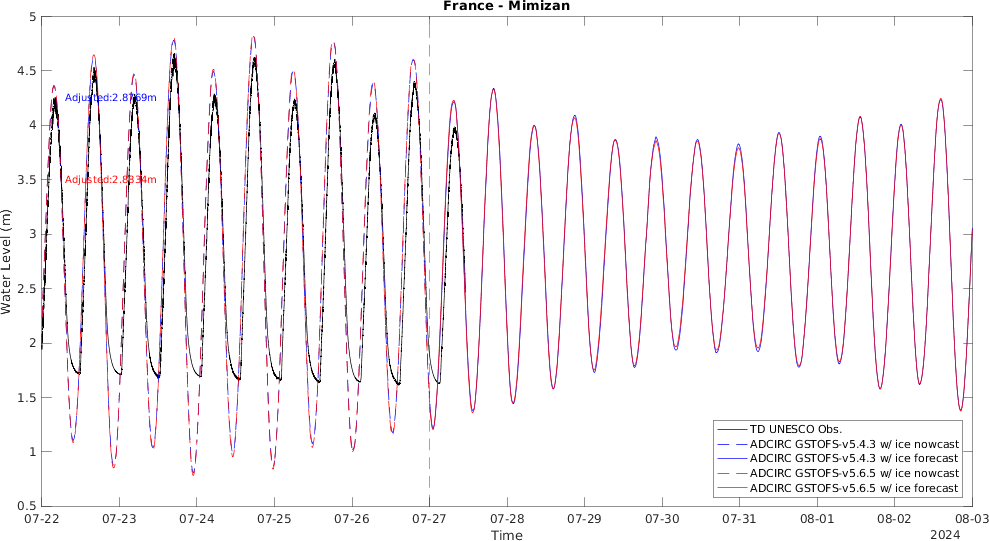 France - Mimizan
5
4.5
4
3.5
3
2.5
2
1.5
1
0.5
Water Level (m)
Adjusted:2.8769m
Adjusted:2.8334m
TD UNESCO Obs.
ADCIRC GSTOFS-v5.4.3 w/ ice nowcast
ADCIRC GSTOFS-v5.4.3 w/ ice forecast
ADCIRC GSTOFS-v5.6.5 w/ ice nowcast
ADCIRC GSTOFS-v5.6.5 w/ ice forecast
07-22 07-23 07-24 07-25 07-26 07-27 07-28 07-29 07-30 07-31 08-01 08-02 08-03
Time
2024